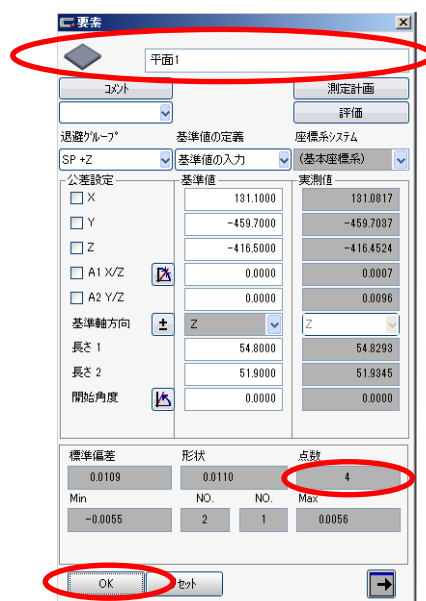 要素
平面1
コメント 測定計画
評価
退避グループ 基準値の定義 座標系システム
SP +Z 基準値の入力 (基本座標系)
公差設定 基準値 実測値
X 131.1000 131.0817
Y -459.7000 -459.7037
Z -416.5000 -416.4524
A1 X/Z 0.0000 0.0007
A2 Y/Z 0.0000 0.0096
基準軸方向 ± Z Z
長さ 1 54.8000 54.8293
長さ 2 51.9000 51.9345
開始角度 0.0000 0.0000
標準偏差 形状 点数
0.0109 0.0110 4
Min NO. NO. Max
-0.0055 2 1 0.0056
OK セット